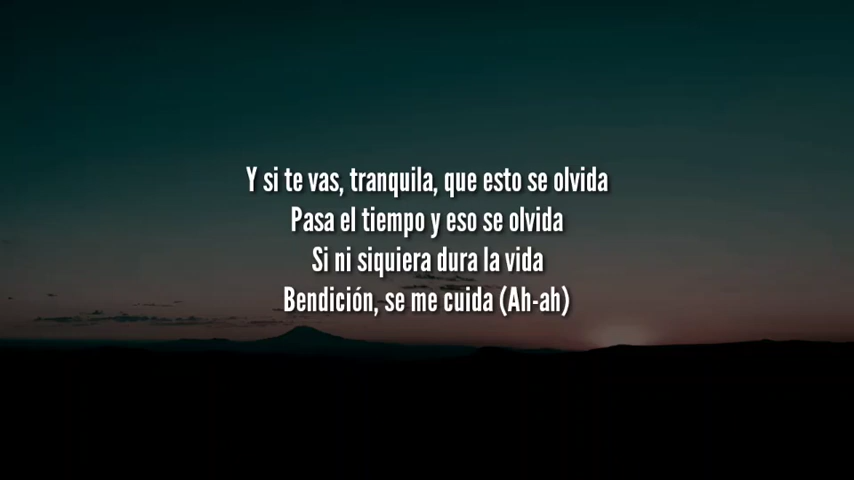 Y si te vas, tranquila, que esto se olvida
Pasa el tiempo y eso se olvida
Si ni siquiera dura la vida
Bendición, se me cuida (Ah-ah)